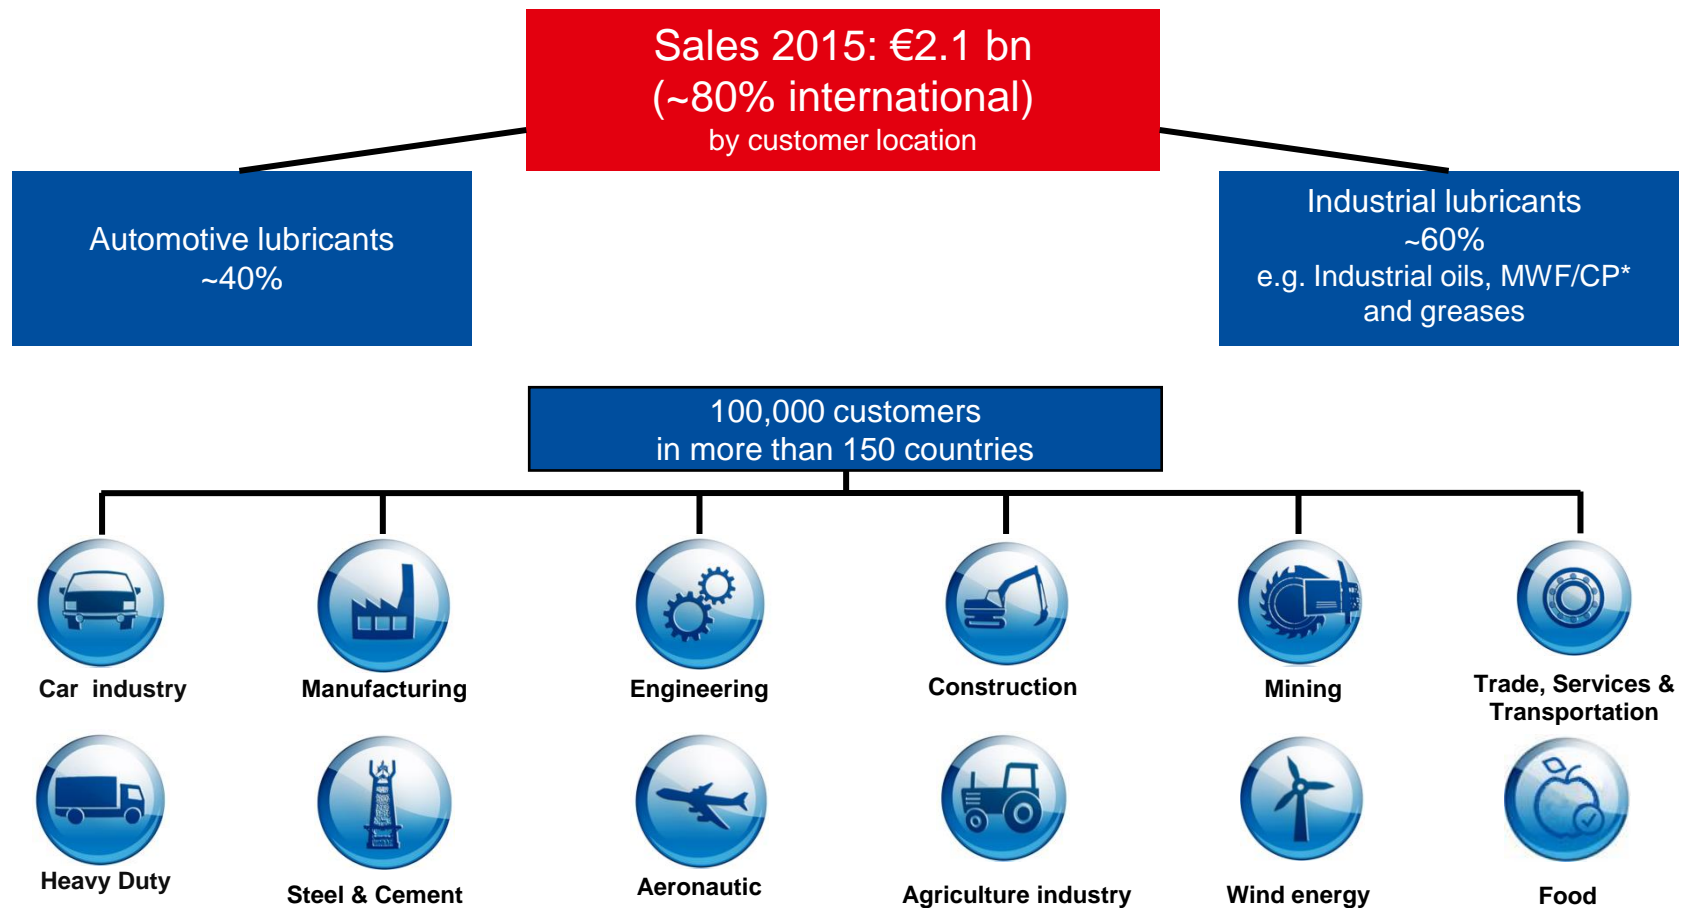 Sales 2015: €2.1 bn
(~80% international)
by customer location
Automotive lubricants
~40%
Industrial lubricants
~60%
e.g. Industrial oils, MWF/CP*
and greases
100,000 customers
in more than 150 countries
Car industry
Manufacturing
Engineering
Construction
Mining
Trade, Services &
Transportation
Heavy Duty
Steel & Cement
Aeronautic
Agriculture industry
Wind energy
Food